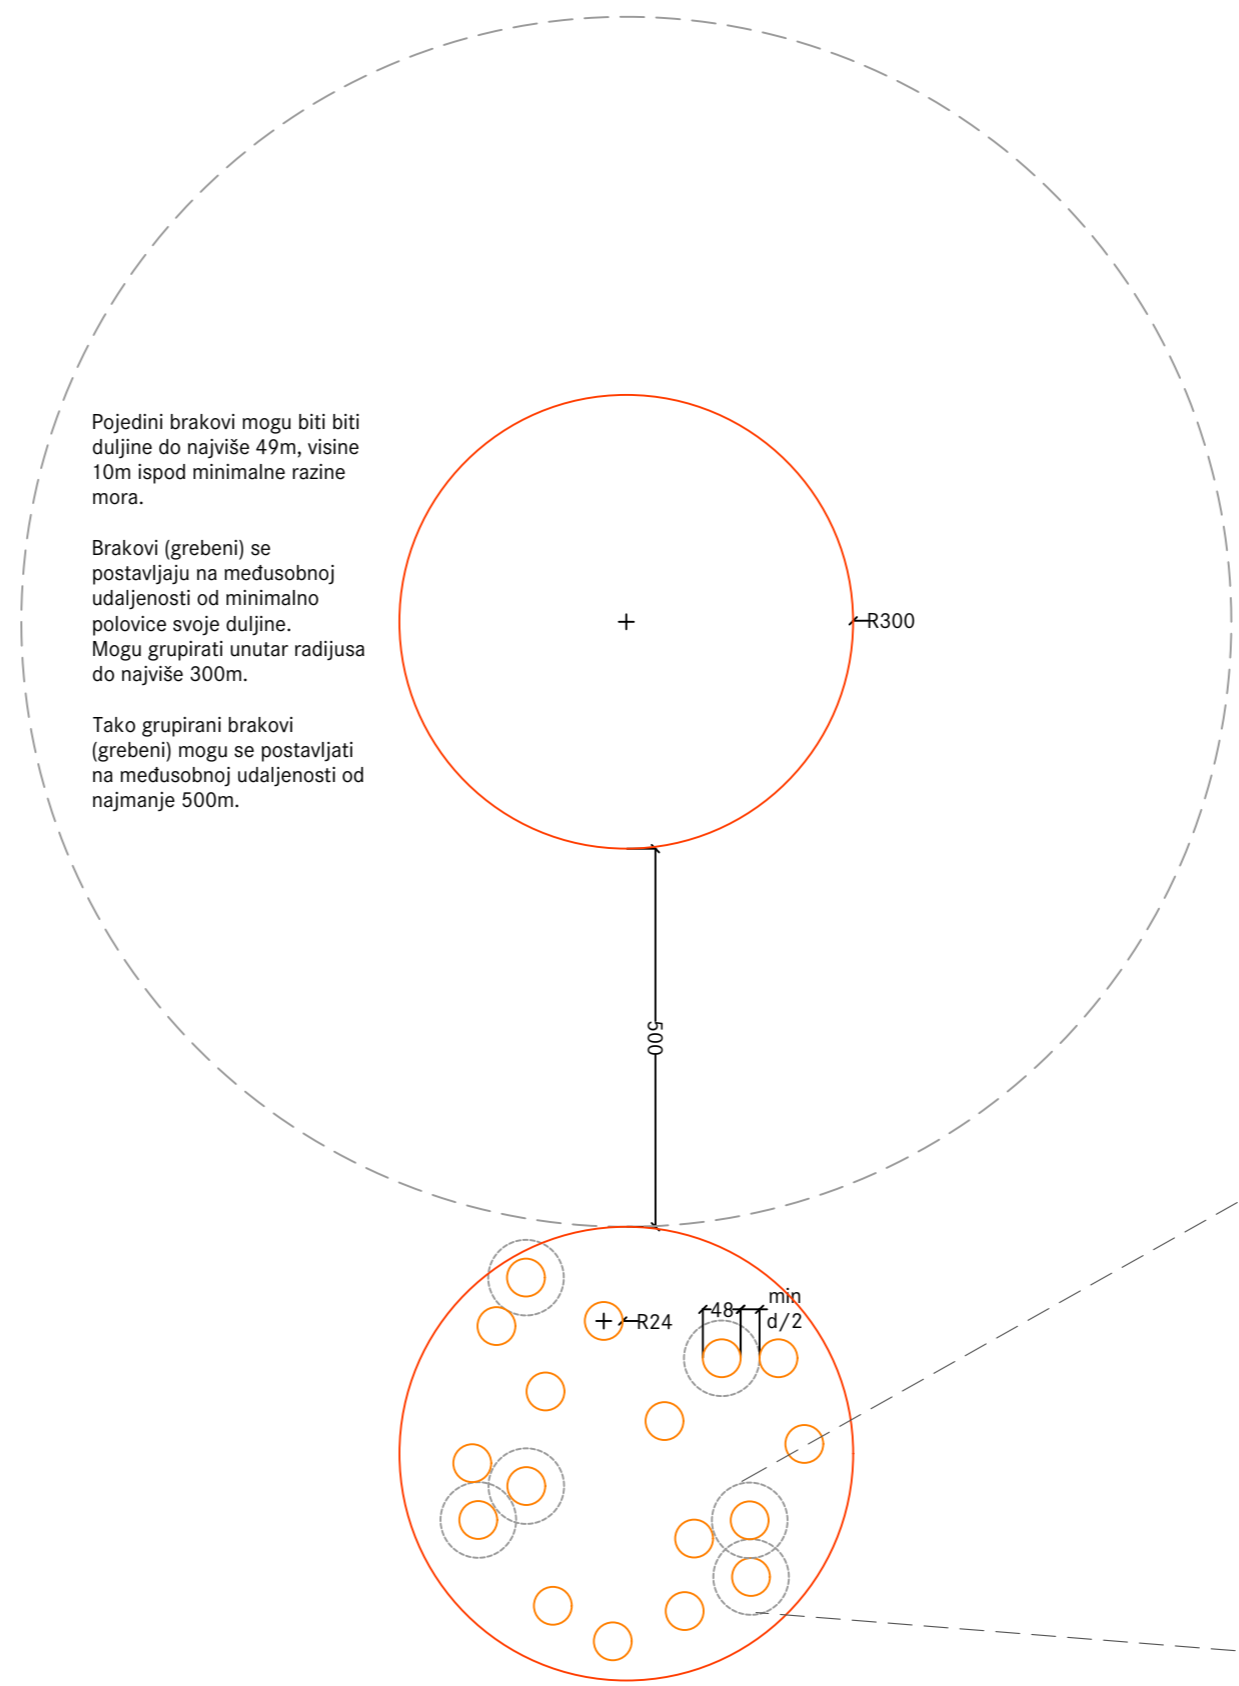 Pojedini brakovi mogu biti biti
duljine do najviše 49m, visine
10m ispod minimalne razine
mora.
Brakovi (grebeni) se
postavljaju na međusobnoj
udaljenosti od minimalno
polovice svoje duljine.
Mogu grupirati unutar radijusa
do najviše 300m.
Tako grupirani brakovi
(grebeni) mogu se postavljati
na međusobnoj udaljenosti od
najmanje 500m.
R300
500
R24
48
min
d/2